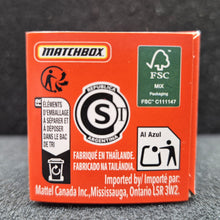 MATCHBOX
FSC
MIX
Packaging
FSC® C111147
REPUBLICA
S
ARGENTINA
ÉLÉMENTS
D'EMBALLAGE
À SÉPARER ET
À DÉPOSER
DANS LE BAC
DE TRI
Al Azul
FABRIQUÉ EN THAÏLANDE.
FABRICADO NA TAILÂNDIA.
Imported by/ Importé par:
Mattel Canada Inc., Mississauga, Ontario L5R 3W2.